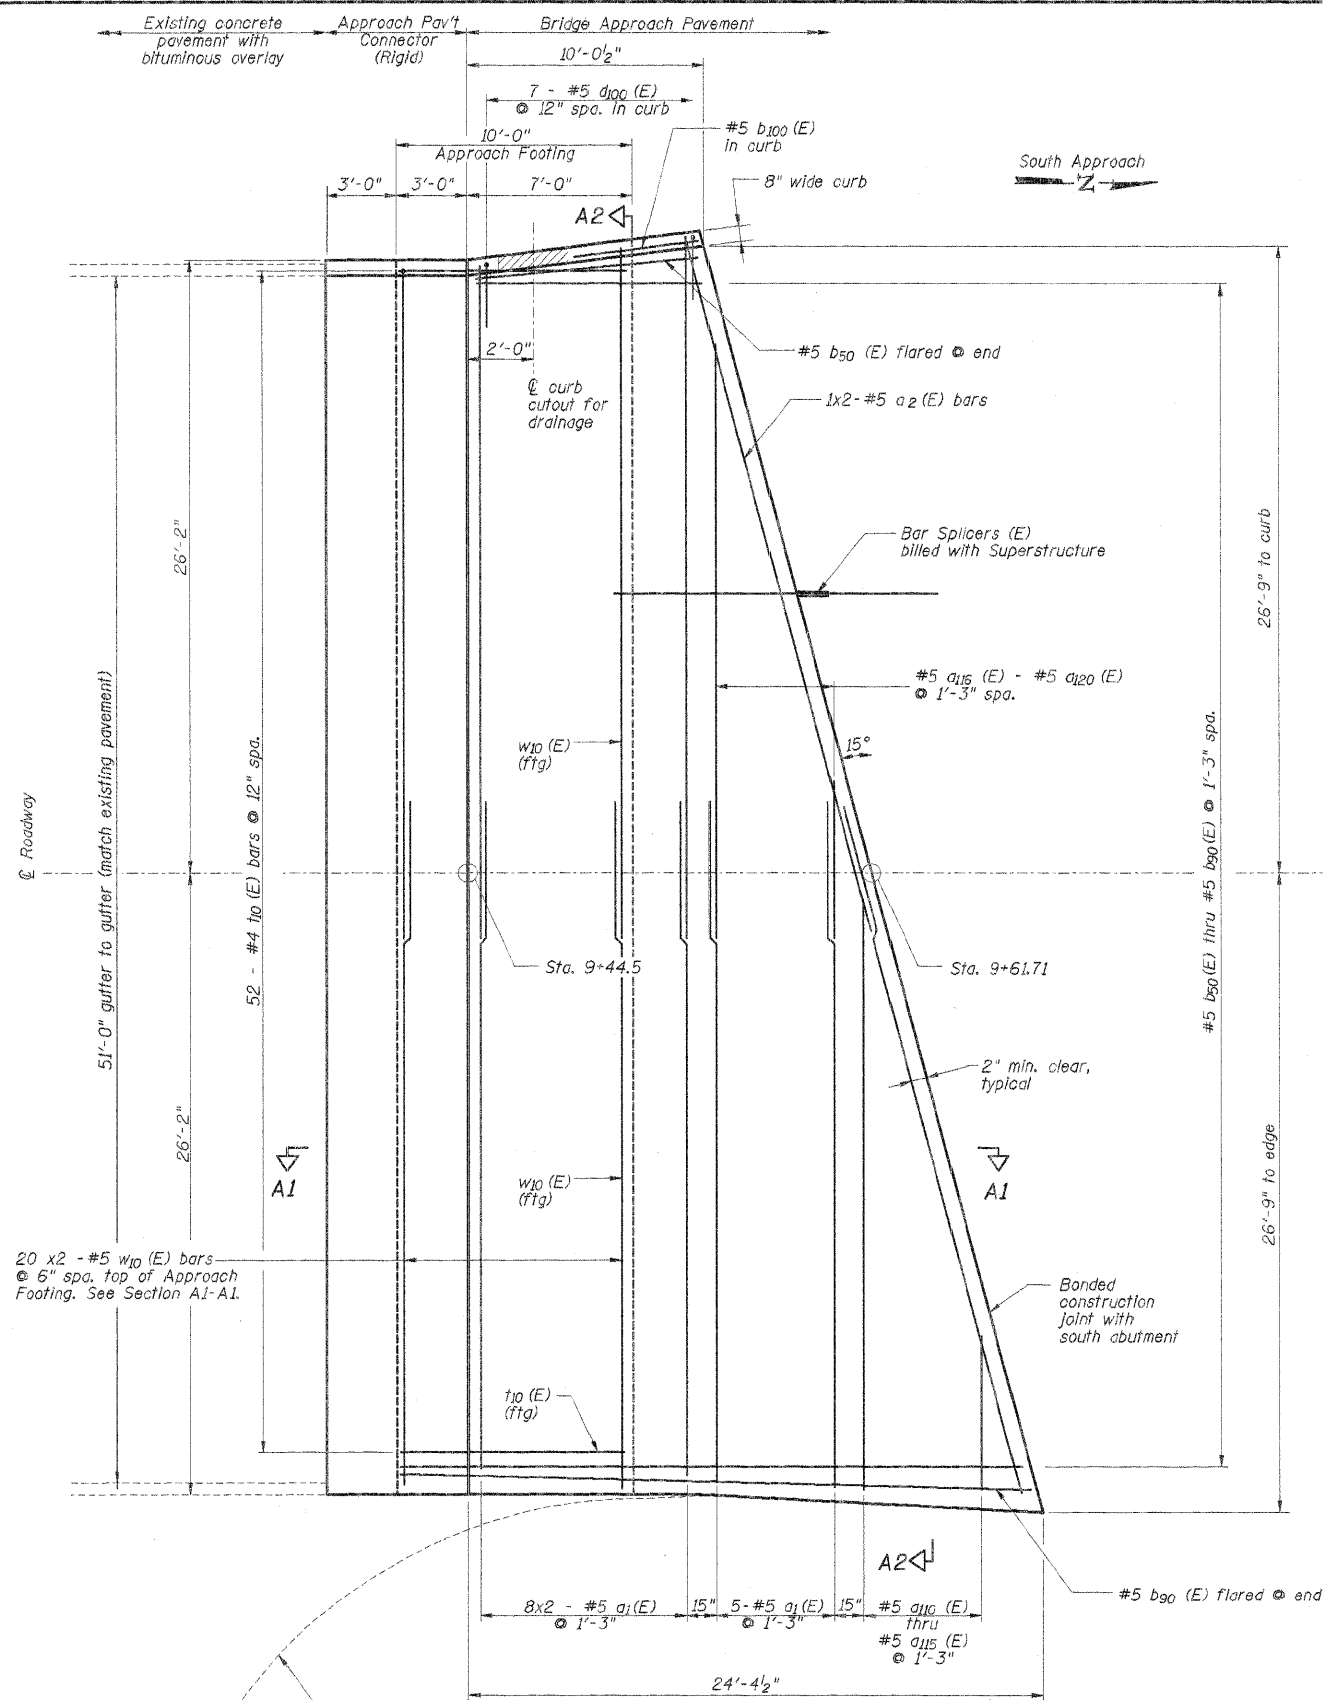 Existing concrete
pavement with
bituminous overlay
Approach Pav't
Connector
(Rigid)
Bridge Approach Pavement
10'-0½"
7 - #5 d100 (E)
@ 12" spa. in curb
#5 b100 (E)
in curb
10'-0"
Approach Footing
South Approach
Z
8" wide curb
3'-0"
3'-0"
7'-0"
A2
2'-0"
#5 b50 (E) flared @ end
℄ curb
cutout for
drainage
1x2-#5 a2 (E) bars
26'-2"
Bar Splicers (E)
billed with Superstructure
26'-9" to curb
#5 a116 (E) - #5 a120 (E)
@ 1'-3" spa.
w10 (E)
(ftg)
15°
℄ Roadway
51'-0" gutter to gutter (match existing pavement)
52 - #4 t10 (E) bars @ 12" spa.
#5 b50 (E) thru #5 b90 (E) @ 1'-3" spa.
Sta. 9+44.5
Sta. 9+61.71
2" min. clear,
typical
26'-2"
A1
A1
w10 (E)
(ftg)
26'-9" to edge
20 x2 - #5 w10 (E) bars
@ 6" spa. top of Approach
Footing. See Section A1-A1.
Bonded
construction
joint with
south abutment
t10 (E)
(ftg)
A2
#5 b90 (E) flared @ end
8x2 - #5 a1 (E)
@ 1'-3"
15"
5-#5 a1 (E)
@ 1'-3"
15"
#5 a110 (E)
thru
#5 a115 (E)
@ 1'-3"
24'-4½"